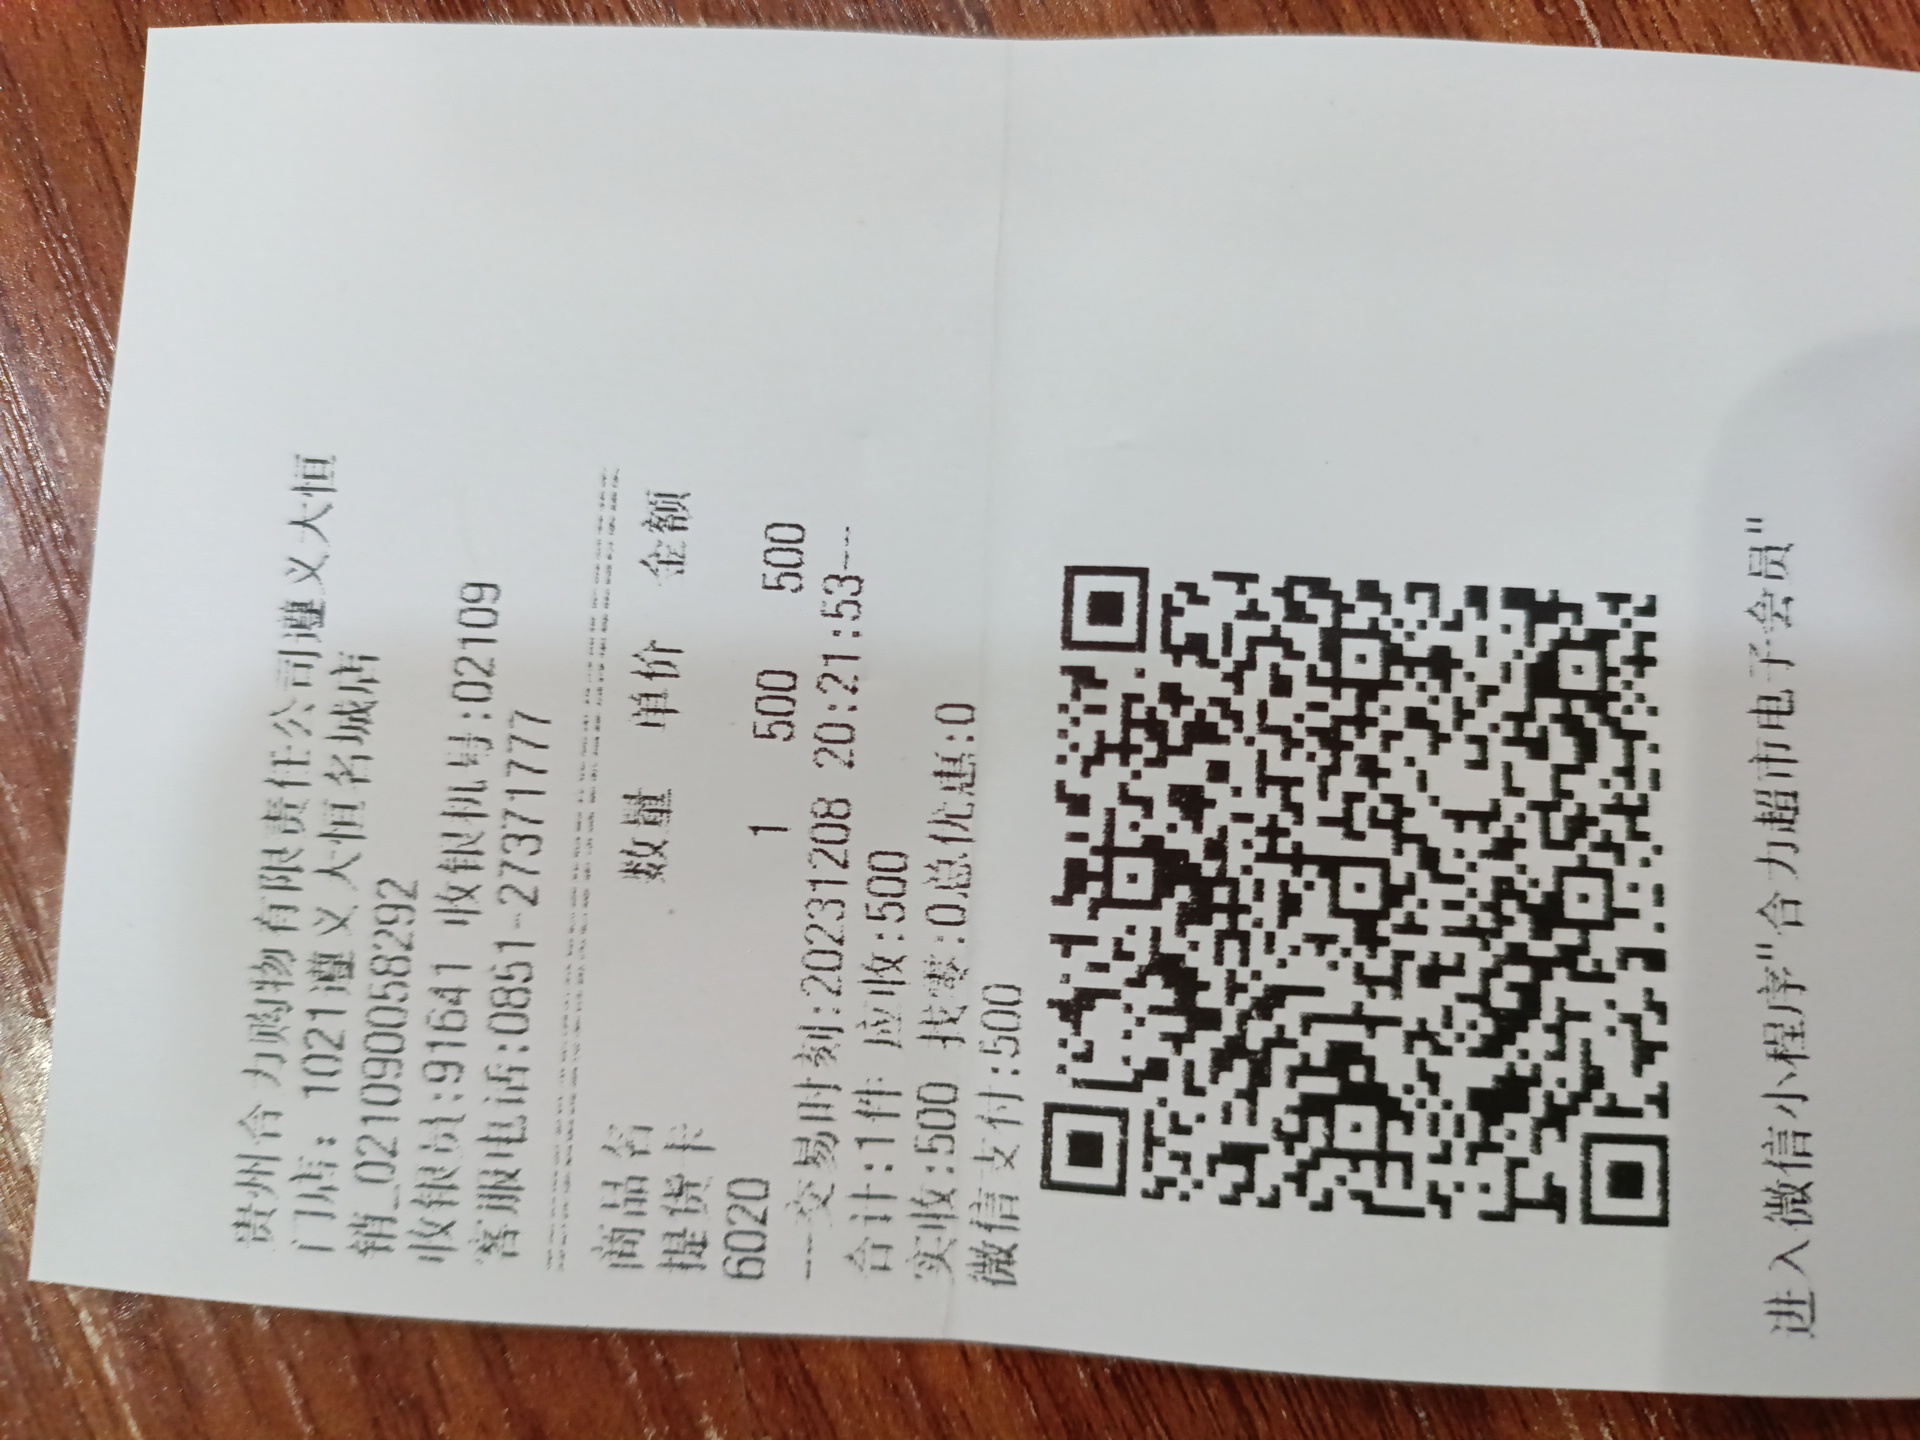 贵州合力购物有限责任公司遵义大恒
门店: 1021遵义大恒名城店
销_021090058292
收银员:91641 收银机号:02109
客服电话:0851-27371777
商品名 数量 单价 金额
提货卡
6020 1 500 500
---交易时刻:20231208 20:21:53---
合计:1件 应收:500
实收:500 找零:0总优惠:0
微信支付:500
进入微信小程序"合力超市电子会员"